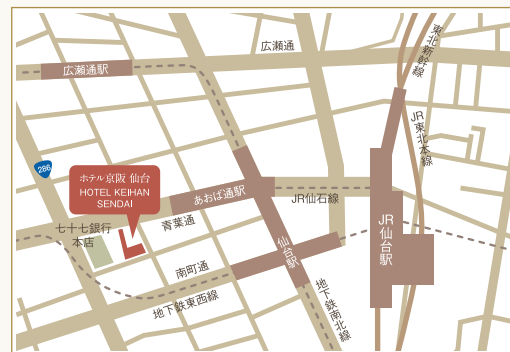 広瀬通
東北新幹線
広瀬通駅
JR東北本線
286
ホテル京阪 仙台
HOTEL KEIHAN
SENDAI
あおば通駅
JR仙石線
青葉通
七十七銀行
本店
JR仙台駅
仙台駅
南町通
地下鉄東西線
地下鉄南北線